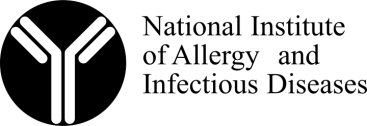 National Institute
of Allergy and
Infectious Diseases